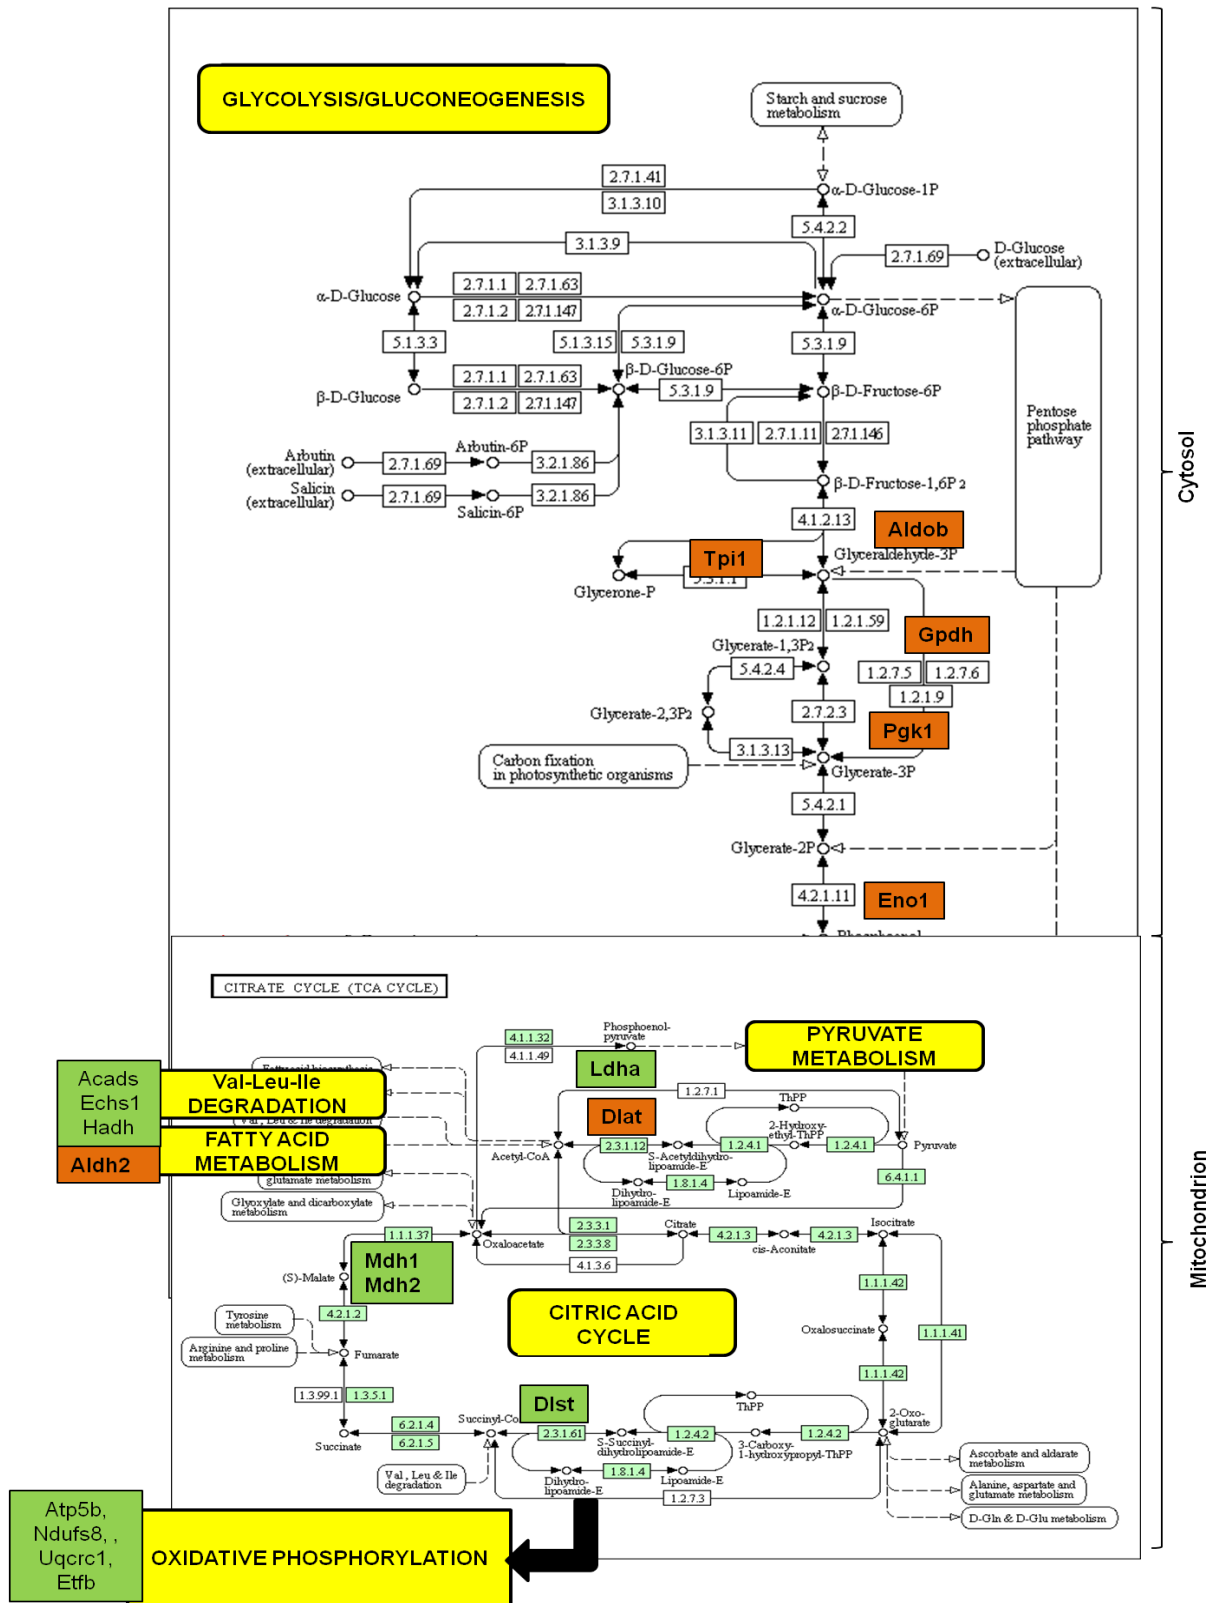 GLYCOLYSIS/GLUCONEOGENESIS
Starch and sucrose
metabolism
2.7.1.41
3.1.3.10
α-D-Glucose-1P
5.4.2.2
3.1.3.9
2.7.1.69
D-Glucose
(extracellular)
α-D-Glucose
2.7.1.1
2.7.1.63
2.7.1.2
2.7.1.147
α-D-Glucose-6P
5.1.3.3
5.1.3.15
5.3.1.9
5.3.1.9
β-D-Glucose-6P
β-D-Glucose
2.7.1.1
2.7.1.63
2.7.1.2
2.7.1.147
5.3.1.9
β-D-Fructose-6P
Pentose
phosphate
pathway
3.1.3.11
2.7.1.11
2.7.1.146
Arbutin
(extracellular)
2.7.1.69
Arbutin-6P
3.2.1.86
Salicin
(extracellular)
2.7.1.69
Salicin-6P
3.2.1.86
β-D-Fructose-1,6P2
Cytosol
4.1.2.13
Aldob
Tpi1
Glyceraldehyde-3P
5.3.1.1
Glycerone-P
1.2.1.12
1.2.1.59
Gpdh
Glycerate-1,3P2
5.4.2.4
1.2.7.5
1.2.7.6
1.2.1.9
Glycerate-2,3P2
2.7.2.3
Pgk1
3.1.3.13
Carbon fixation
in photosynthetic organisms
Glycerate-3P
5.4.2.1
Glycerate-2P
4.2.1.11
Eno1
Phosphoenol
CITRATE CYCLE (TCA CYCLE)
Phosphoenol-
pyruvate
4.1.1.32
4.1.1.49
PYRUVATE
METABOLISM
Fatty acid biosynthesis
Ldha
Acads
Echs1
Hadh
Val-Leu-Ile
DEGRADATION
Val, Leu & Ile degradation
1.2.7.1
Dlat
ThPP
2-Hydroxy-
ethyl-ThPP
Aldh2
FATTY ACID
METABOLISM
Acetyl-CoA
2.3.1.12
S-Acetyldihydro-
lipoamide-E
1.2.4.1
1.2.4.1
Pyruvate
glutamate metabolism
1.8.1.4
6.4.1.1
Dihydro-
lipoamide-E
Lipoamide-E
Glyoxylate and dicarboxylate
metabolism
1.1.1.37
Oxaloacetate
2.3.3.1
2.3.3.8
4.1.3.6
Citrate
4.2.1.3
cis-Aconitate
4.2.1.3
Isocitrate
Mitochondrion
Mdh1
Mdh2
(S)-Malate
1.1.1.42
CITRIC ACID
CYCLE
4.2.1.2
Tyrosine
metabolism
Oxalosuccinate
1.1.1.41
Arginine and proline
metabolism
Fumarate
1.1.1.42
1.3.99.1
1.3.5.1
Dlst
ThPP
2-Oxo-
glutarate
6.2.1.4
6.2.1.5
Succinate
Succinyl-Co
2.3.1.61
S-Succinyl-
dihydrolipoamide-E
1.2.4.2
3-Carboxy-
1-hydroxypropyl-ThPP
1.2.4.2
Val, Leu & Ile
degradation
1.8.1.4
Dihydro-
lipoamide-E
Lipoamide-E
1.2.7.3
Ascorbate and aldarate
metabolism
Alanine, aspartate and
glutamate metabolism
D-Gln & D-Glu metabolism
Atp5b,
Ndufs8, ,
Uqcrc1,
Etfb
OXIDATIVE PHOSPHORYLATION